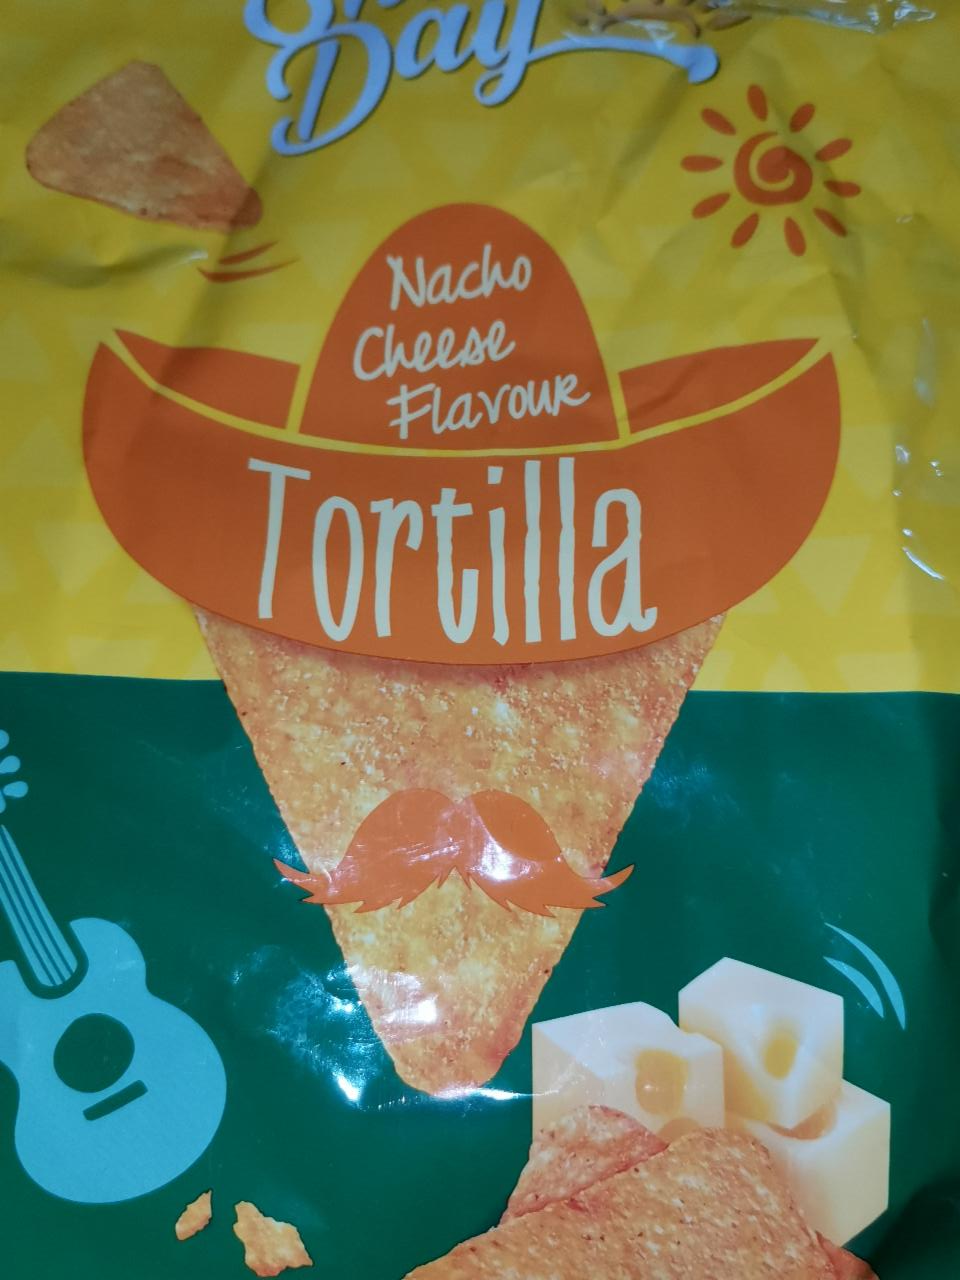 Day
Nacho
Cheese
Flavour
Tortilla